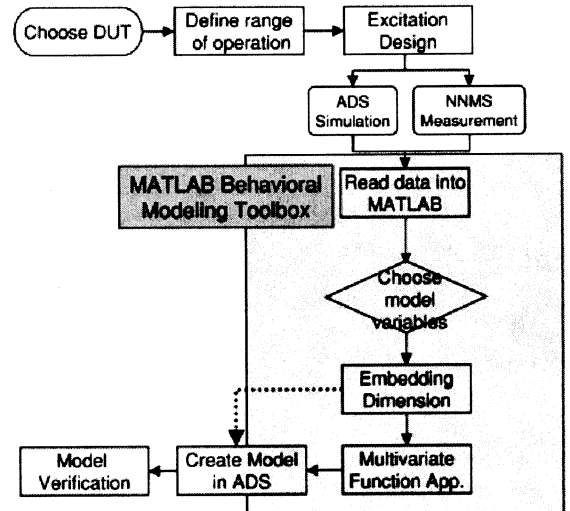 Choose DUT
Define range
of operation
Excitation
Design
ADS
Simulation
NNMS
Measurement
MATLAB Behavioral
Modeling Toolbox
Read data into
MATLAB
Choose
model
variables
Embedding
Dimension
Model
Verification
Create Model
in ADS
Multivariate
Function App.